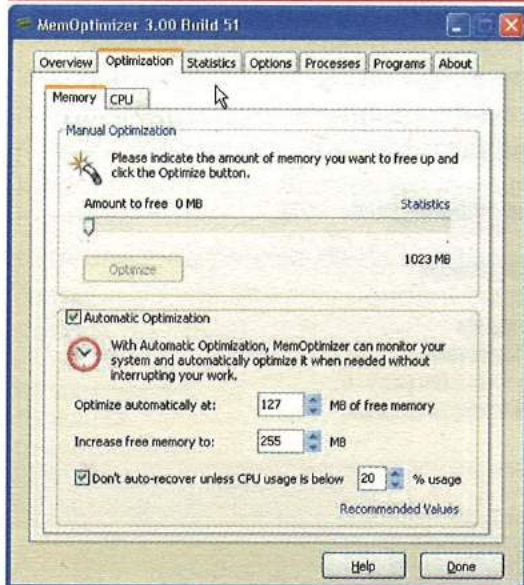 MemOptimizer 3.00 Build 51
Overview Optimization Statistics Options Processes Programs About
Memory CPU
Manual Optimization
Please indicate the amount of memory you want to free up and
click the Optimize button.
Amount to free 0 MB Statistics
1023 MB
Optimize
Automatic Optimization
With Automatic Optimization, MemOptimizer can monitor your
system and automatically optimize it when needed without
interrupting your work.
Optimize automatically at: 127 MB of free memory
Increase free memory to: 255 MB
Don't auto-recover unless CPU usage is below 20 % usage
Recommended Values
Help Done